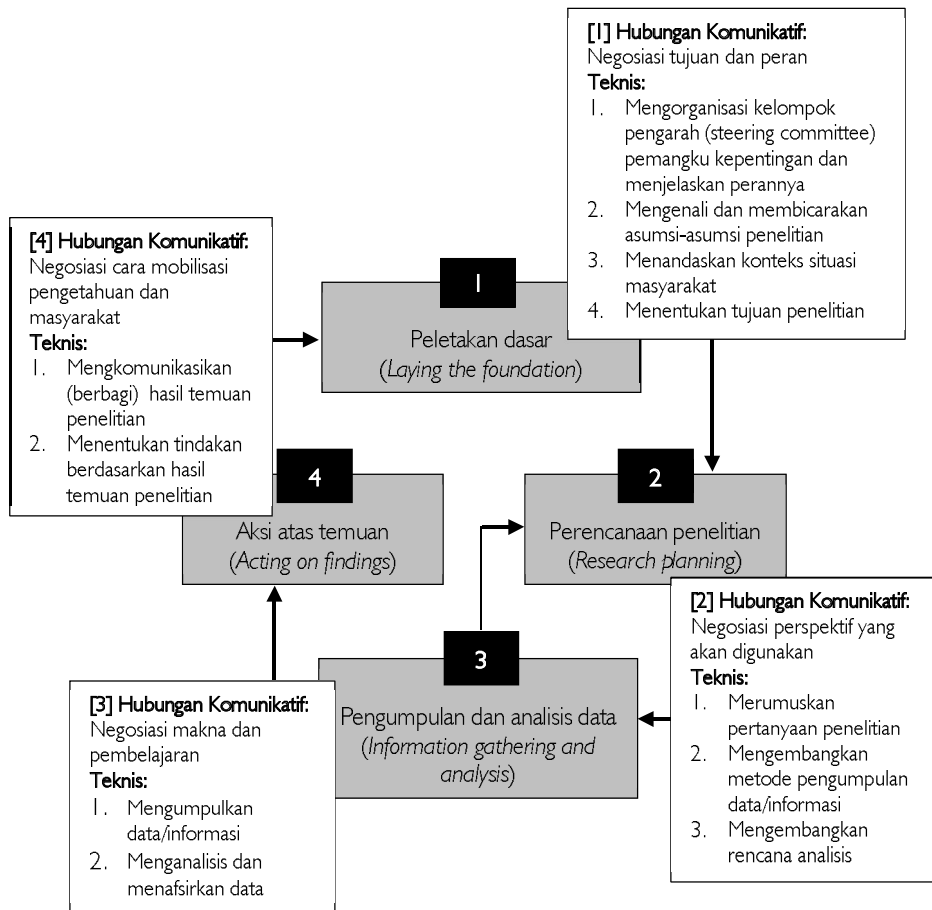 [1] Hubungan Komunikatif:
Negosiasi tujuan dan peran
Teknis:
1. Mengorganisasi kelompok
pengarah (steering committee)
pemangku kepentingan dan
menjelaskan perannya
2. Mengenali dan membicarakan
asumsi-asumsi penelitian
3. Menandaskan konteks situasi
masyarakat
4. Menentukan tujuan penelitian
[4] Hubungan Komunikatif:
Negosiasi cara mobilisasi
pengetahuan dan
masyarakat
Teknis:
1. Mengkomunikasikan
(berbagi) hasil temuan
penelitian
2. Menentukan tindakan
berdasarkan hasil
temuan penelitian
1
Peletakan dasar
(Laying the foundation)
4
Aksi atas temuan
(Acting on findings)
2
Perencanaan penelitian
(Research planning)
3
Pengumpulan dan analisis data
(Information gathering and
analysis)
[2] Hubungan Komunikatif:
Negosiasi perspektif yang
akan digunakan
Teknis:
1. Merumuskan
pertanyaan penelitian
2. Mengembangkan
metode pengumpulan
data/informasi
3. Mengembangkan
rencana analisis
[3] Hubungan Komunikatif:
Negosiasi makna dan
pembelajaran
Teknis:
1. Mengumpulkan
data/informasi
2. Menganalisis dan
menafsirkan data